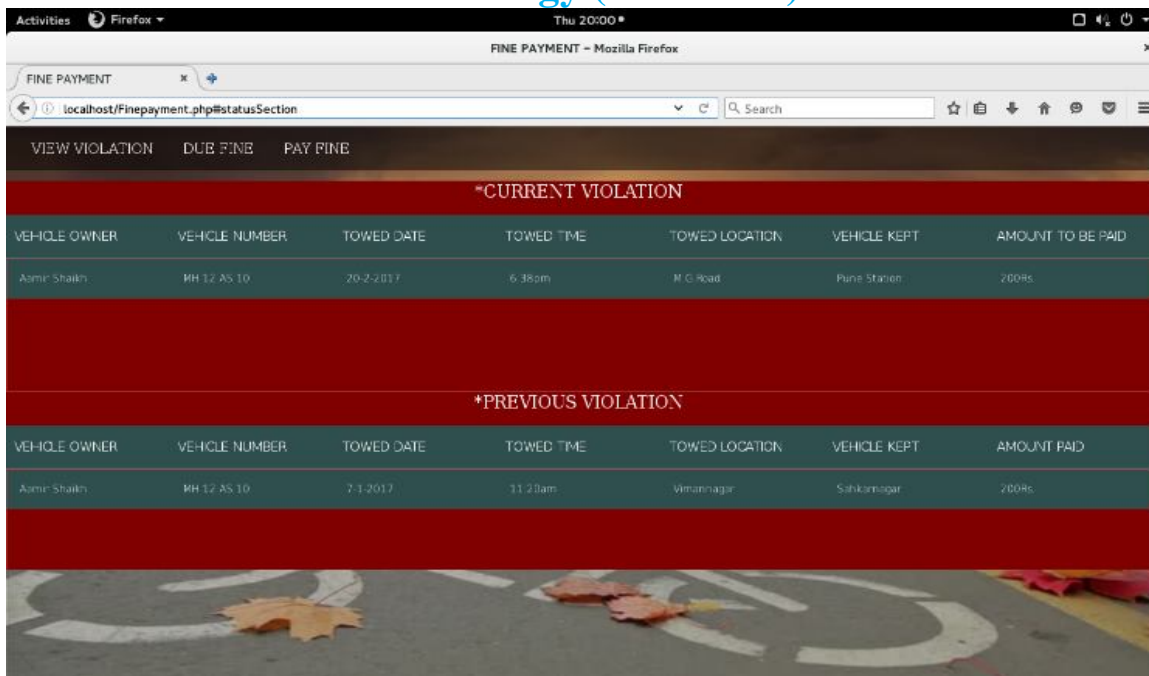 gy (
Activities Firefox Thu 20:00
FINE PAYMENT - Mozilla Firefox
FINE PAYMENT
localhost/Finepayment.php#statusSection Search
VIEW VIOLATION DUE FINE PAY FINE
*CURRENT VIOLATION
VEHICLE OWNER VEHICLE NUMBER TOWED DATE TOWED TIME TOWED LOCATION VEHICLE KEPT AMOUNT TO BE PAID
Aamir Shaikh MH 12 AS 10 20-2-2017 6:38pm M.G.Road Pune Station 200Rs.
*PREVIOUS VIOLATION
VEHICLE OWNER VEHICLE NUMBER TOWED DATE TOWED TIME TOWED LOCATION VEHICLE KEPT AMOUNT PAID
Aamir Shaikh MH 12 AS 10 7-1-2017 11:20am Vimannagar Sahkarnagar 200Rs.